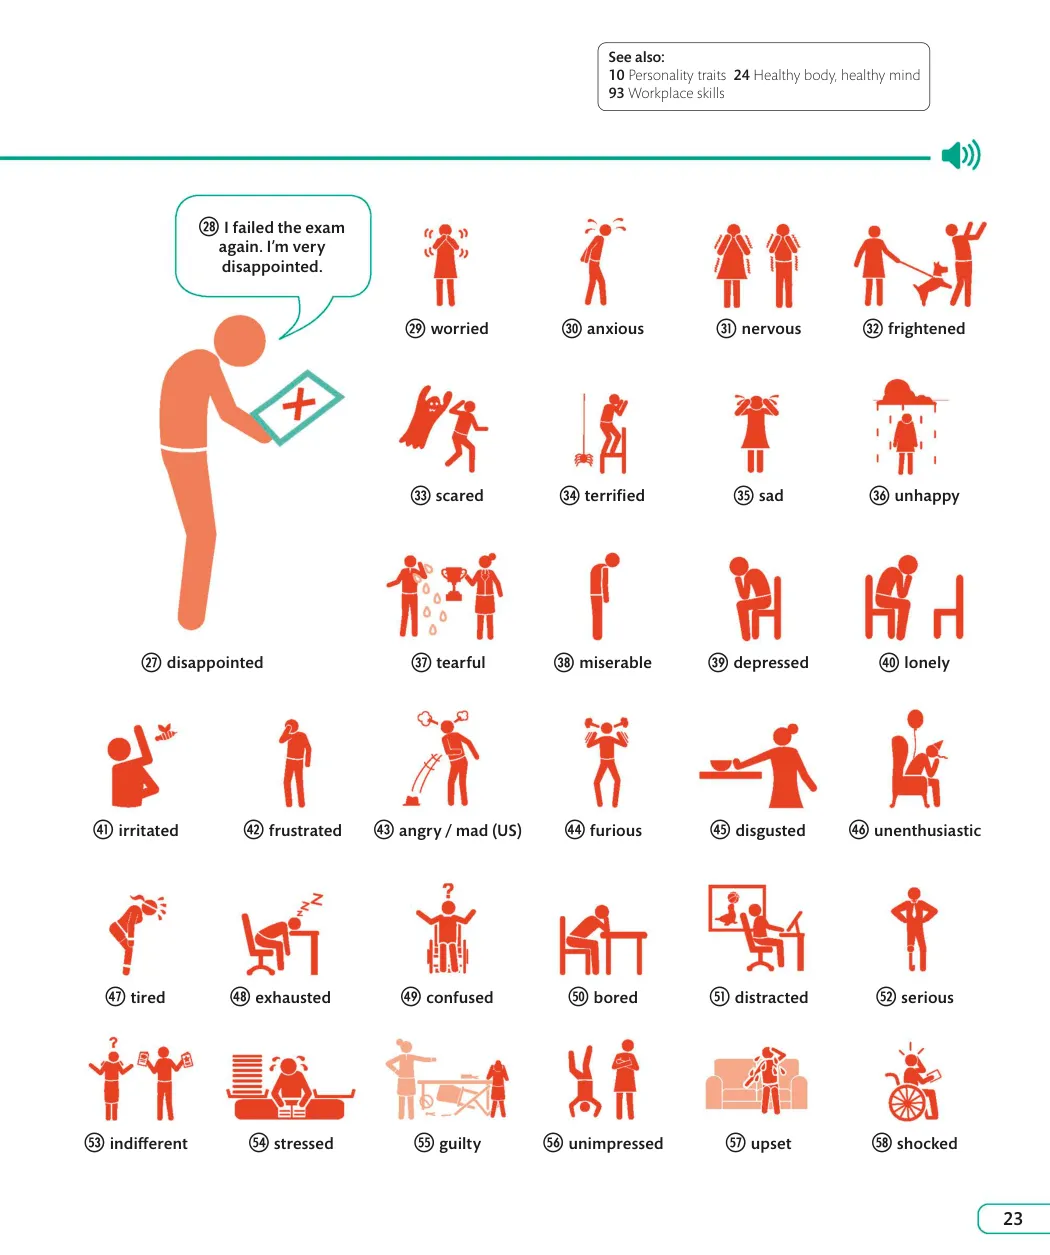 See also:
10 Personality traits 24 Healthy body, healthy mind
93 Workplace skills
28 I failed the exam
again. I'm very
disappointed.
29 worried
30 anxious
31 nervous
32 frightened
33 scared
34 terrified
35 sad
36 unhappy
27 disappointed
37 tearful
38 miserable
39 depressed
40 lonely
41 irritated
42 frustrated
43 angry / mad (US)
44 furious
45 disgusted
46 unenthusiastic
47 tired
48 exhausted
? 
49 confused
50 bored
51 distracted
52 serious
?
53 indifferent
54 stressed
55 guilty
56 unimpressed
57 upset
58 shocked
23